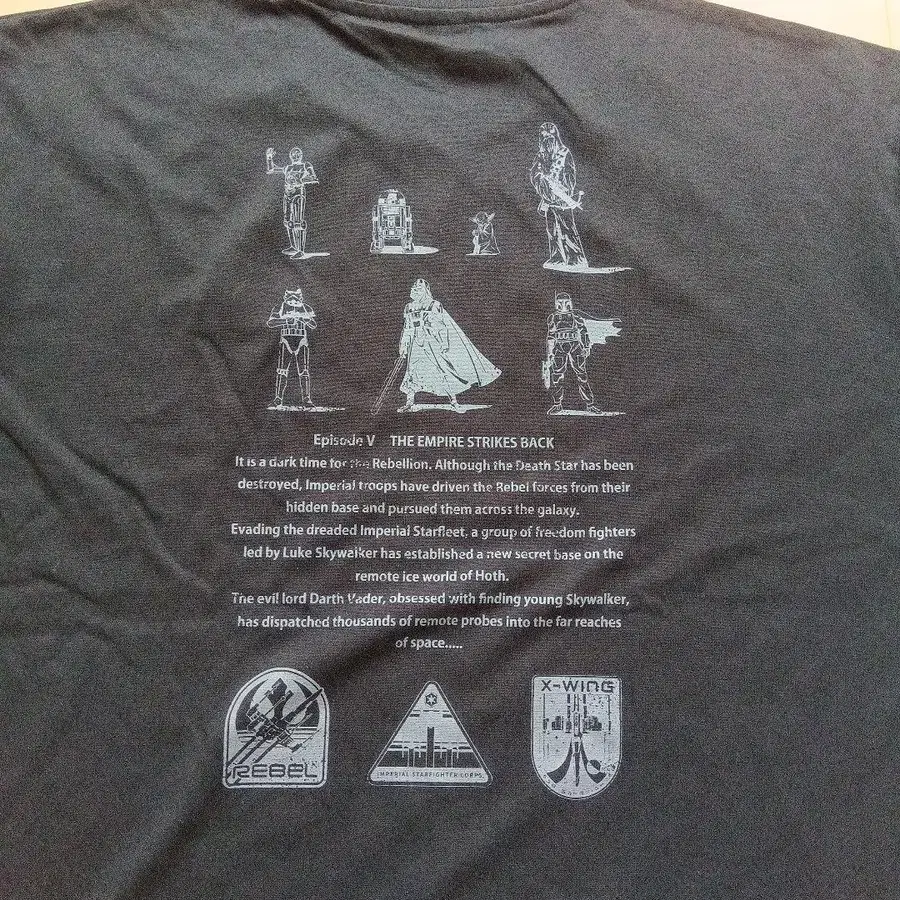 Episode V THE EMPIRE STRIKES BACK
It is a dark time for the Rebellion. Although the Death Star has been
destroyed, Imperial troops have driven the Rebel forces from their
hidden base and pursued them across the galaxy.
Evading the dreaded Imperial Starfleet, a group of freedom fighters
led by Luke Skywalker has established a new secret base on the
remote ice world of Hoth.
The evil lord Darth Vader, obsessed with finding young Skywalker,
has dispatched thousands of remote probes into the far reaches
of space.....
REBEL
IMPERIAL STARFIGHTER CORPS
X-WING